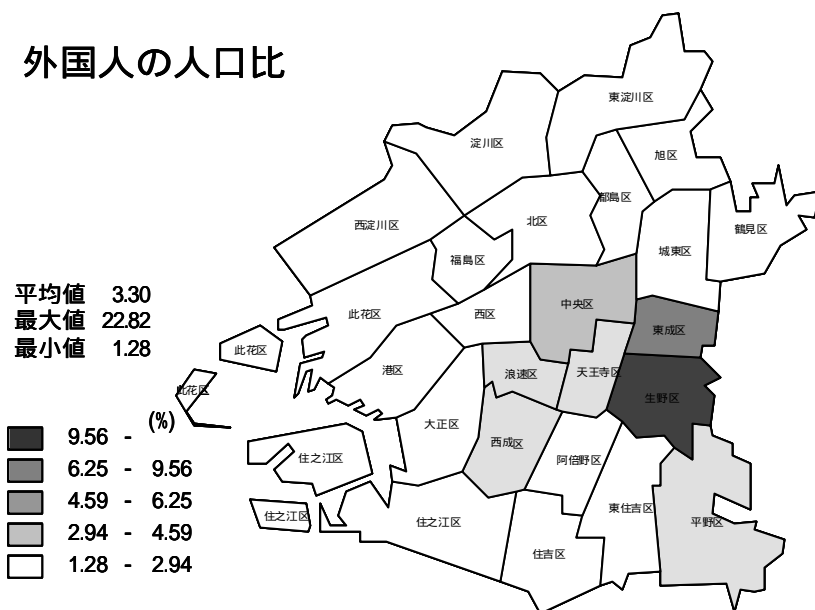 外国人の人口比
東淀川区
淀川区
旭区
都島区
北区
西淀川区
鶴見区
城東区
福島区
平均値 3.30
最大値 22.82
最小値 1.28
中央区
此花区
西区
東成区
此花区
港区
浪速区
天王寺区
此花区
生野区
大正区
西成区
住之江区
阿倍野区
東住吉区
住之江区
住之江区
平野区
住吉区
(%)
9.56 -
6.25 - 9.56
4.59 - 6.25
2.94 - 4.59
1.28 - 2.94